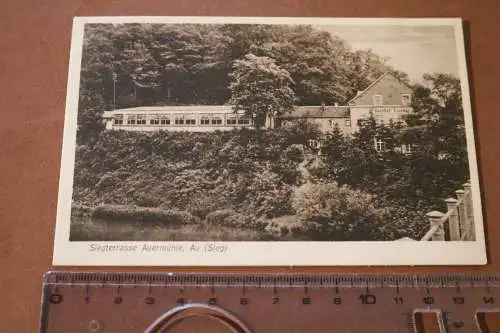 Siegterrasse Auermühle, Au (Sieg)
0 1 2 3 4 5 6 7 8 9 10 11 12 13 14